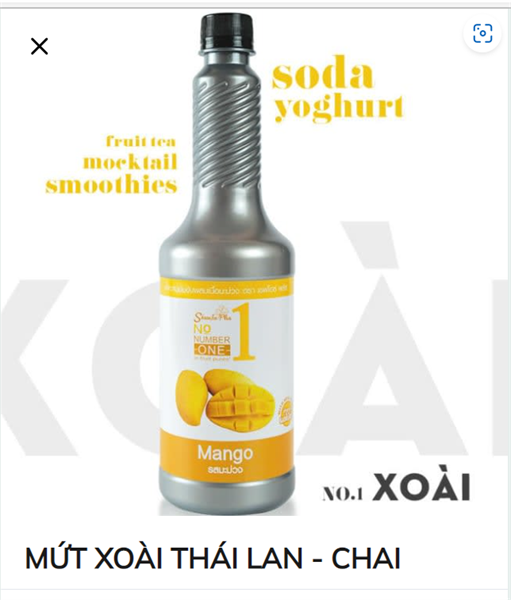 soda
yoghurt
fruit tea
mocktail
smoothies
XOÀI
No
NUMBER
-ONE-
1
Mango
รสมะม่วง
NO.1 XOÀI
MỨT XOÀI THÁI LAN - CHAI